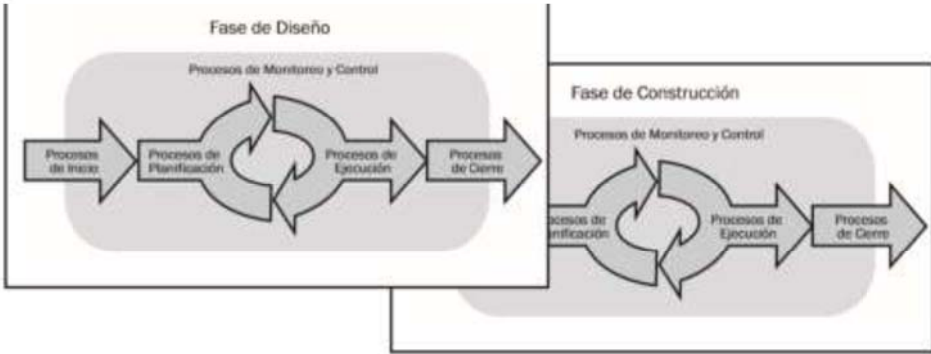 Fase de Diseño
Procesos de Monitoreo y Control
Procesos
de Inicio
Procesos de
Planificación
Procesos de
Ejecución
Procesos
de Cierre
Fase de Construcción
Procesos de Monitoreo y Control
ocesos de
nificación
Procesos de
Ejecución
Procesos
de Cierre